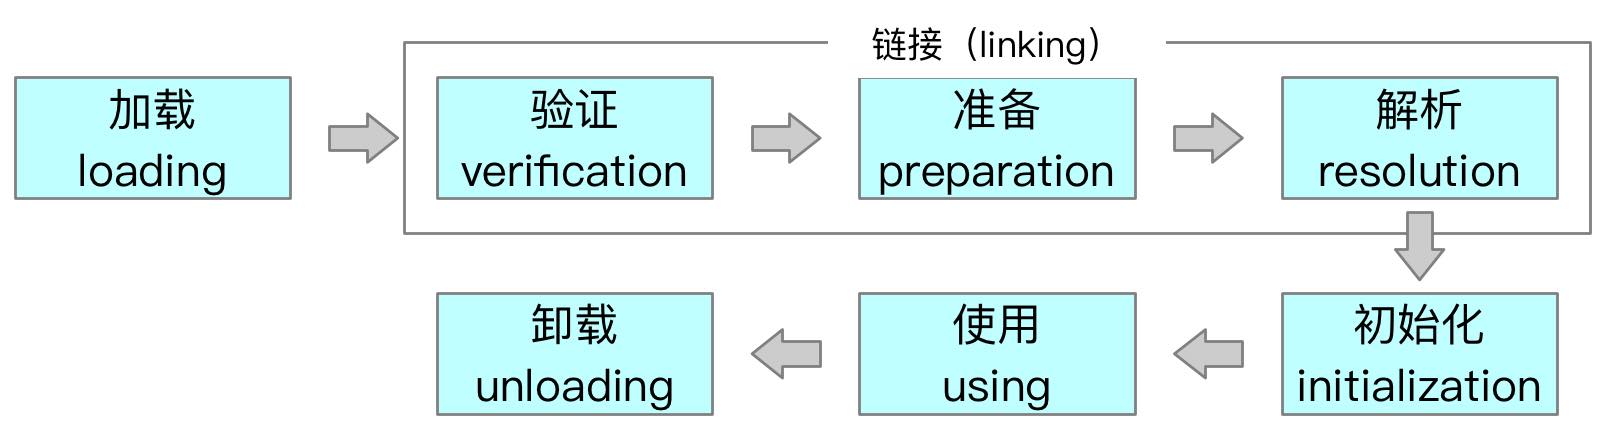 链接（linking）
加载
loading
验证
verification
准备
preparation
解析
resolution
初始化
initialization
使用
using
卸载
unloading